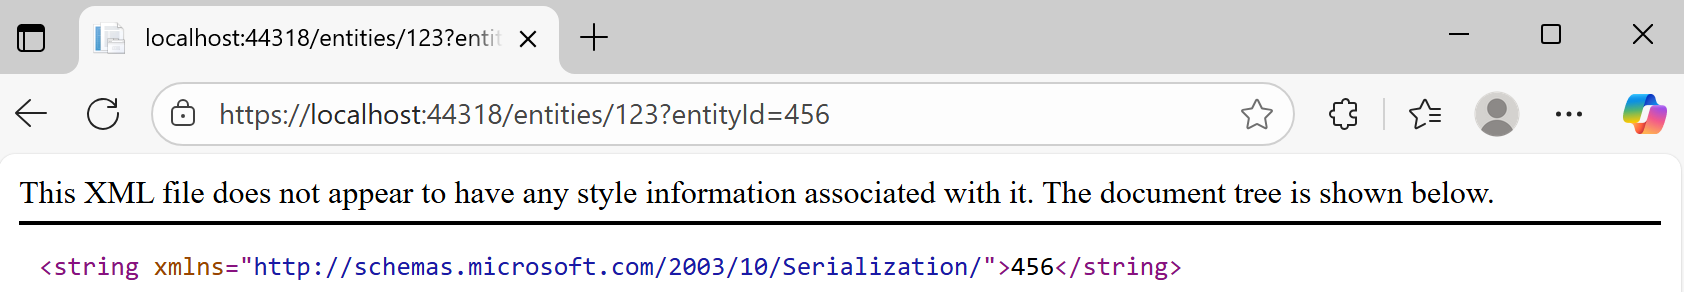 localhost:44318/entities/123?entit
https://localhost:44318/entities/123?entityId=456
This XML file does not appear to have any style information associated with it. The document tree is shown below.
<string xmlns="http://schemas.microsoft.com/2003/10/Serialization/">456</string>